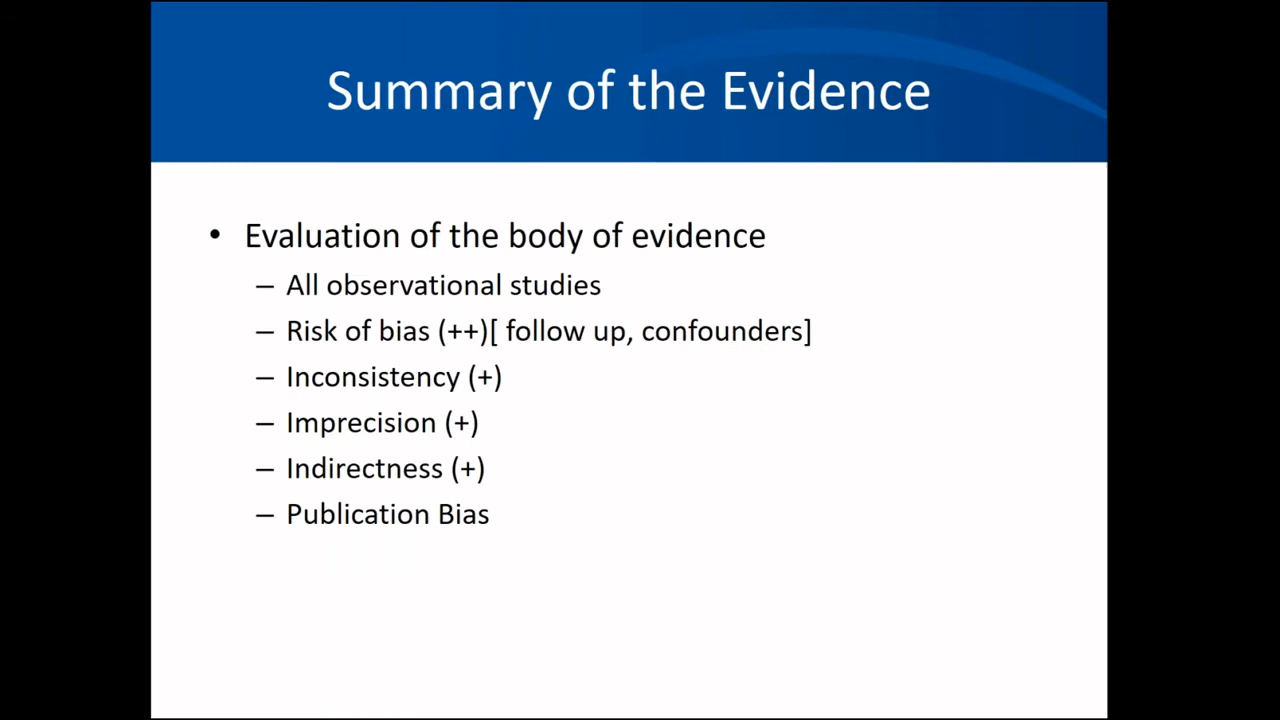 Summary of the Evidence
• Evaluation of the body of evidence
– All observational studies
– Risk of bias (++)[ follow up, confounders]
– Inconsistency (+)
– Imprecision (+)
– Indirectness (+)
– Publication Bias